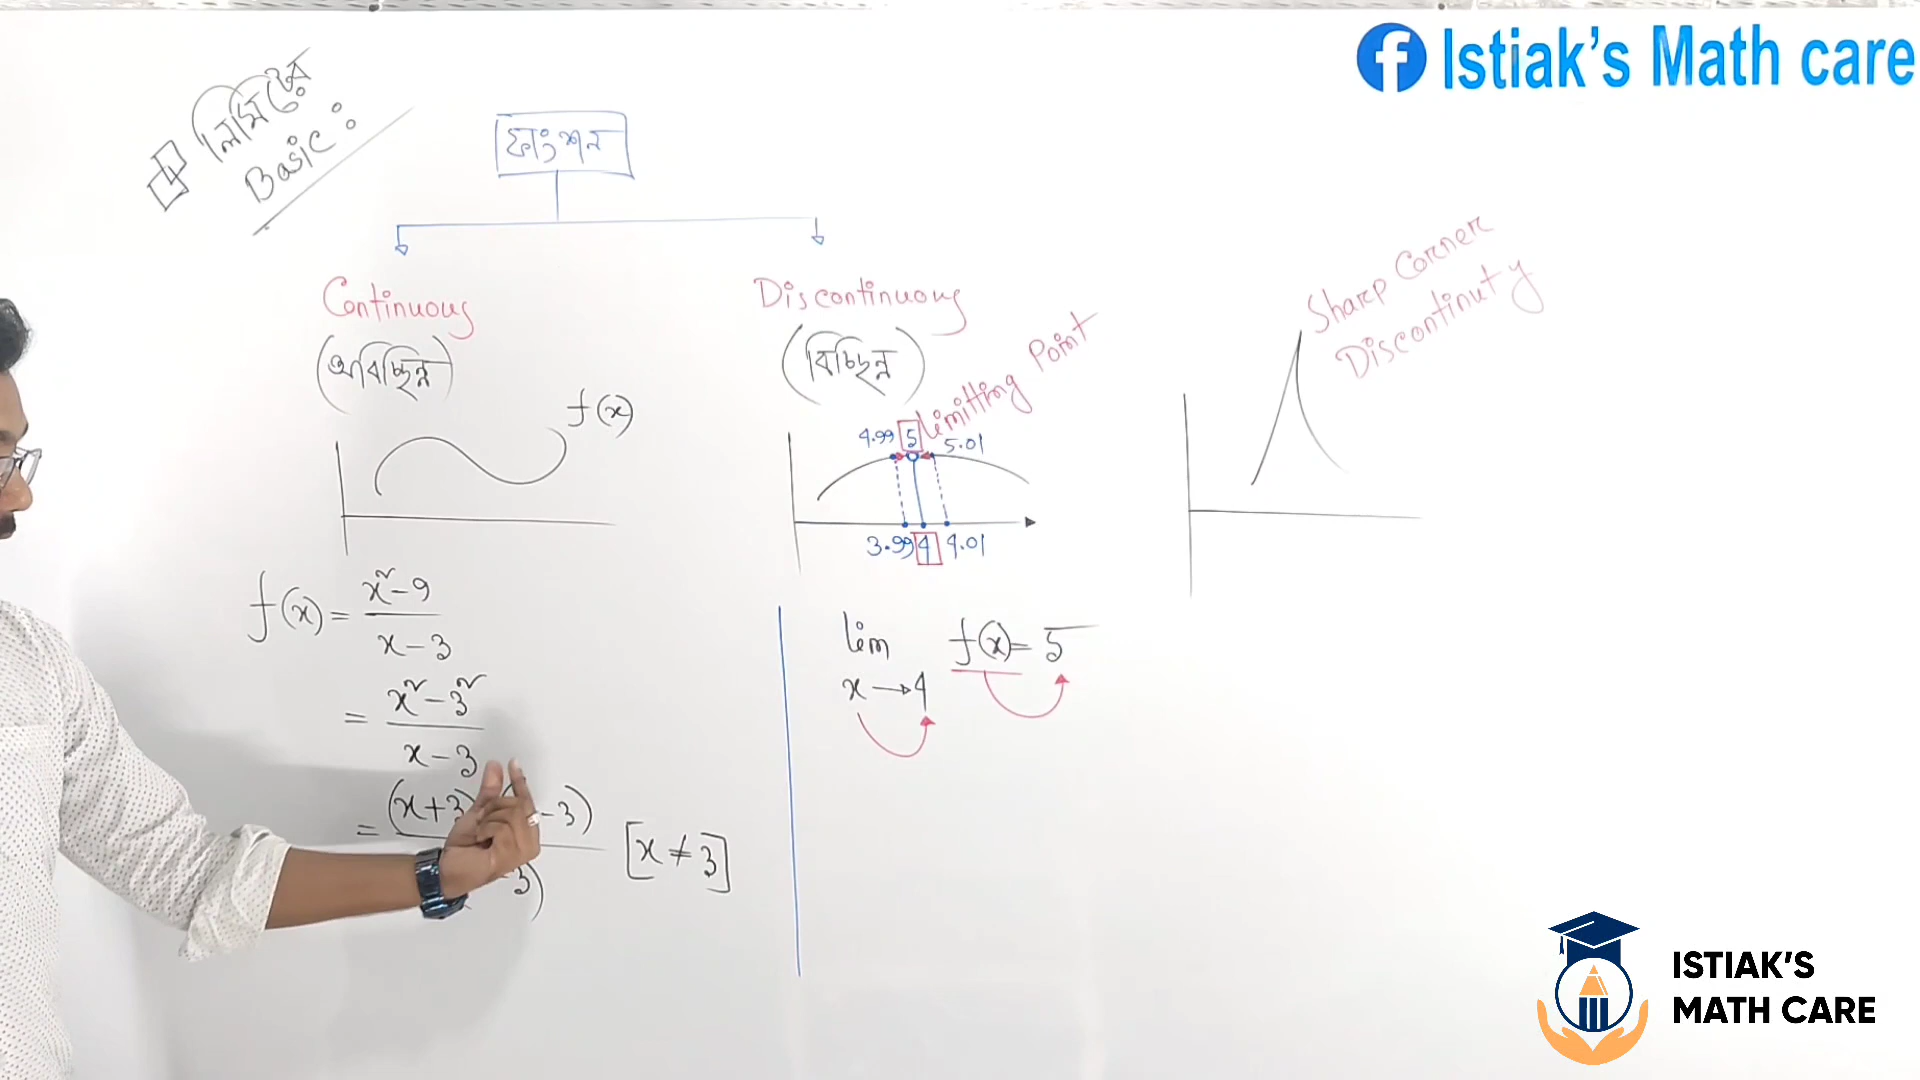 Istiak's Math care
লিমিটের
Basic :
ফাংশন
Continuous
(অবিচ্ছিন্ন)
f(x)
Discontinuous
(বিচ্ছিন্ন)
Limitting Point
4.99 5 5.01
3.99 4 4.01
Sharp Corner
Discontinuty
f(x) = x²-9
x-3
= x²-3²
x-3
= (x+3) -3)
3)
[x≠3]
lim f(x) = 5
x→4
ISTIAK'S
MATH CARE